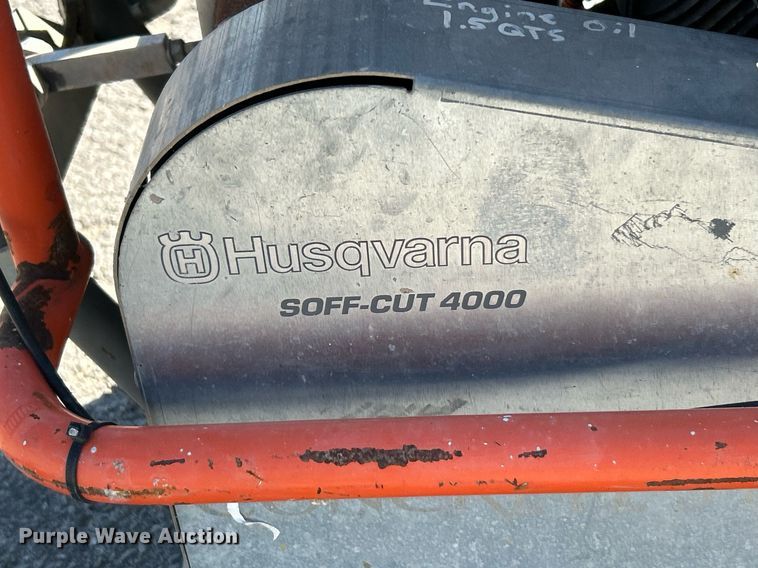 Engine Oil
1.5 QTS
Husqvarna
SOFF-CUT 4000
Purple Wave Auction